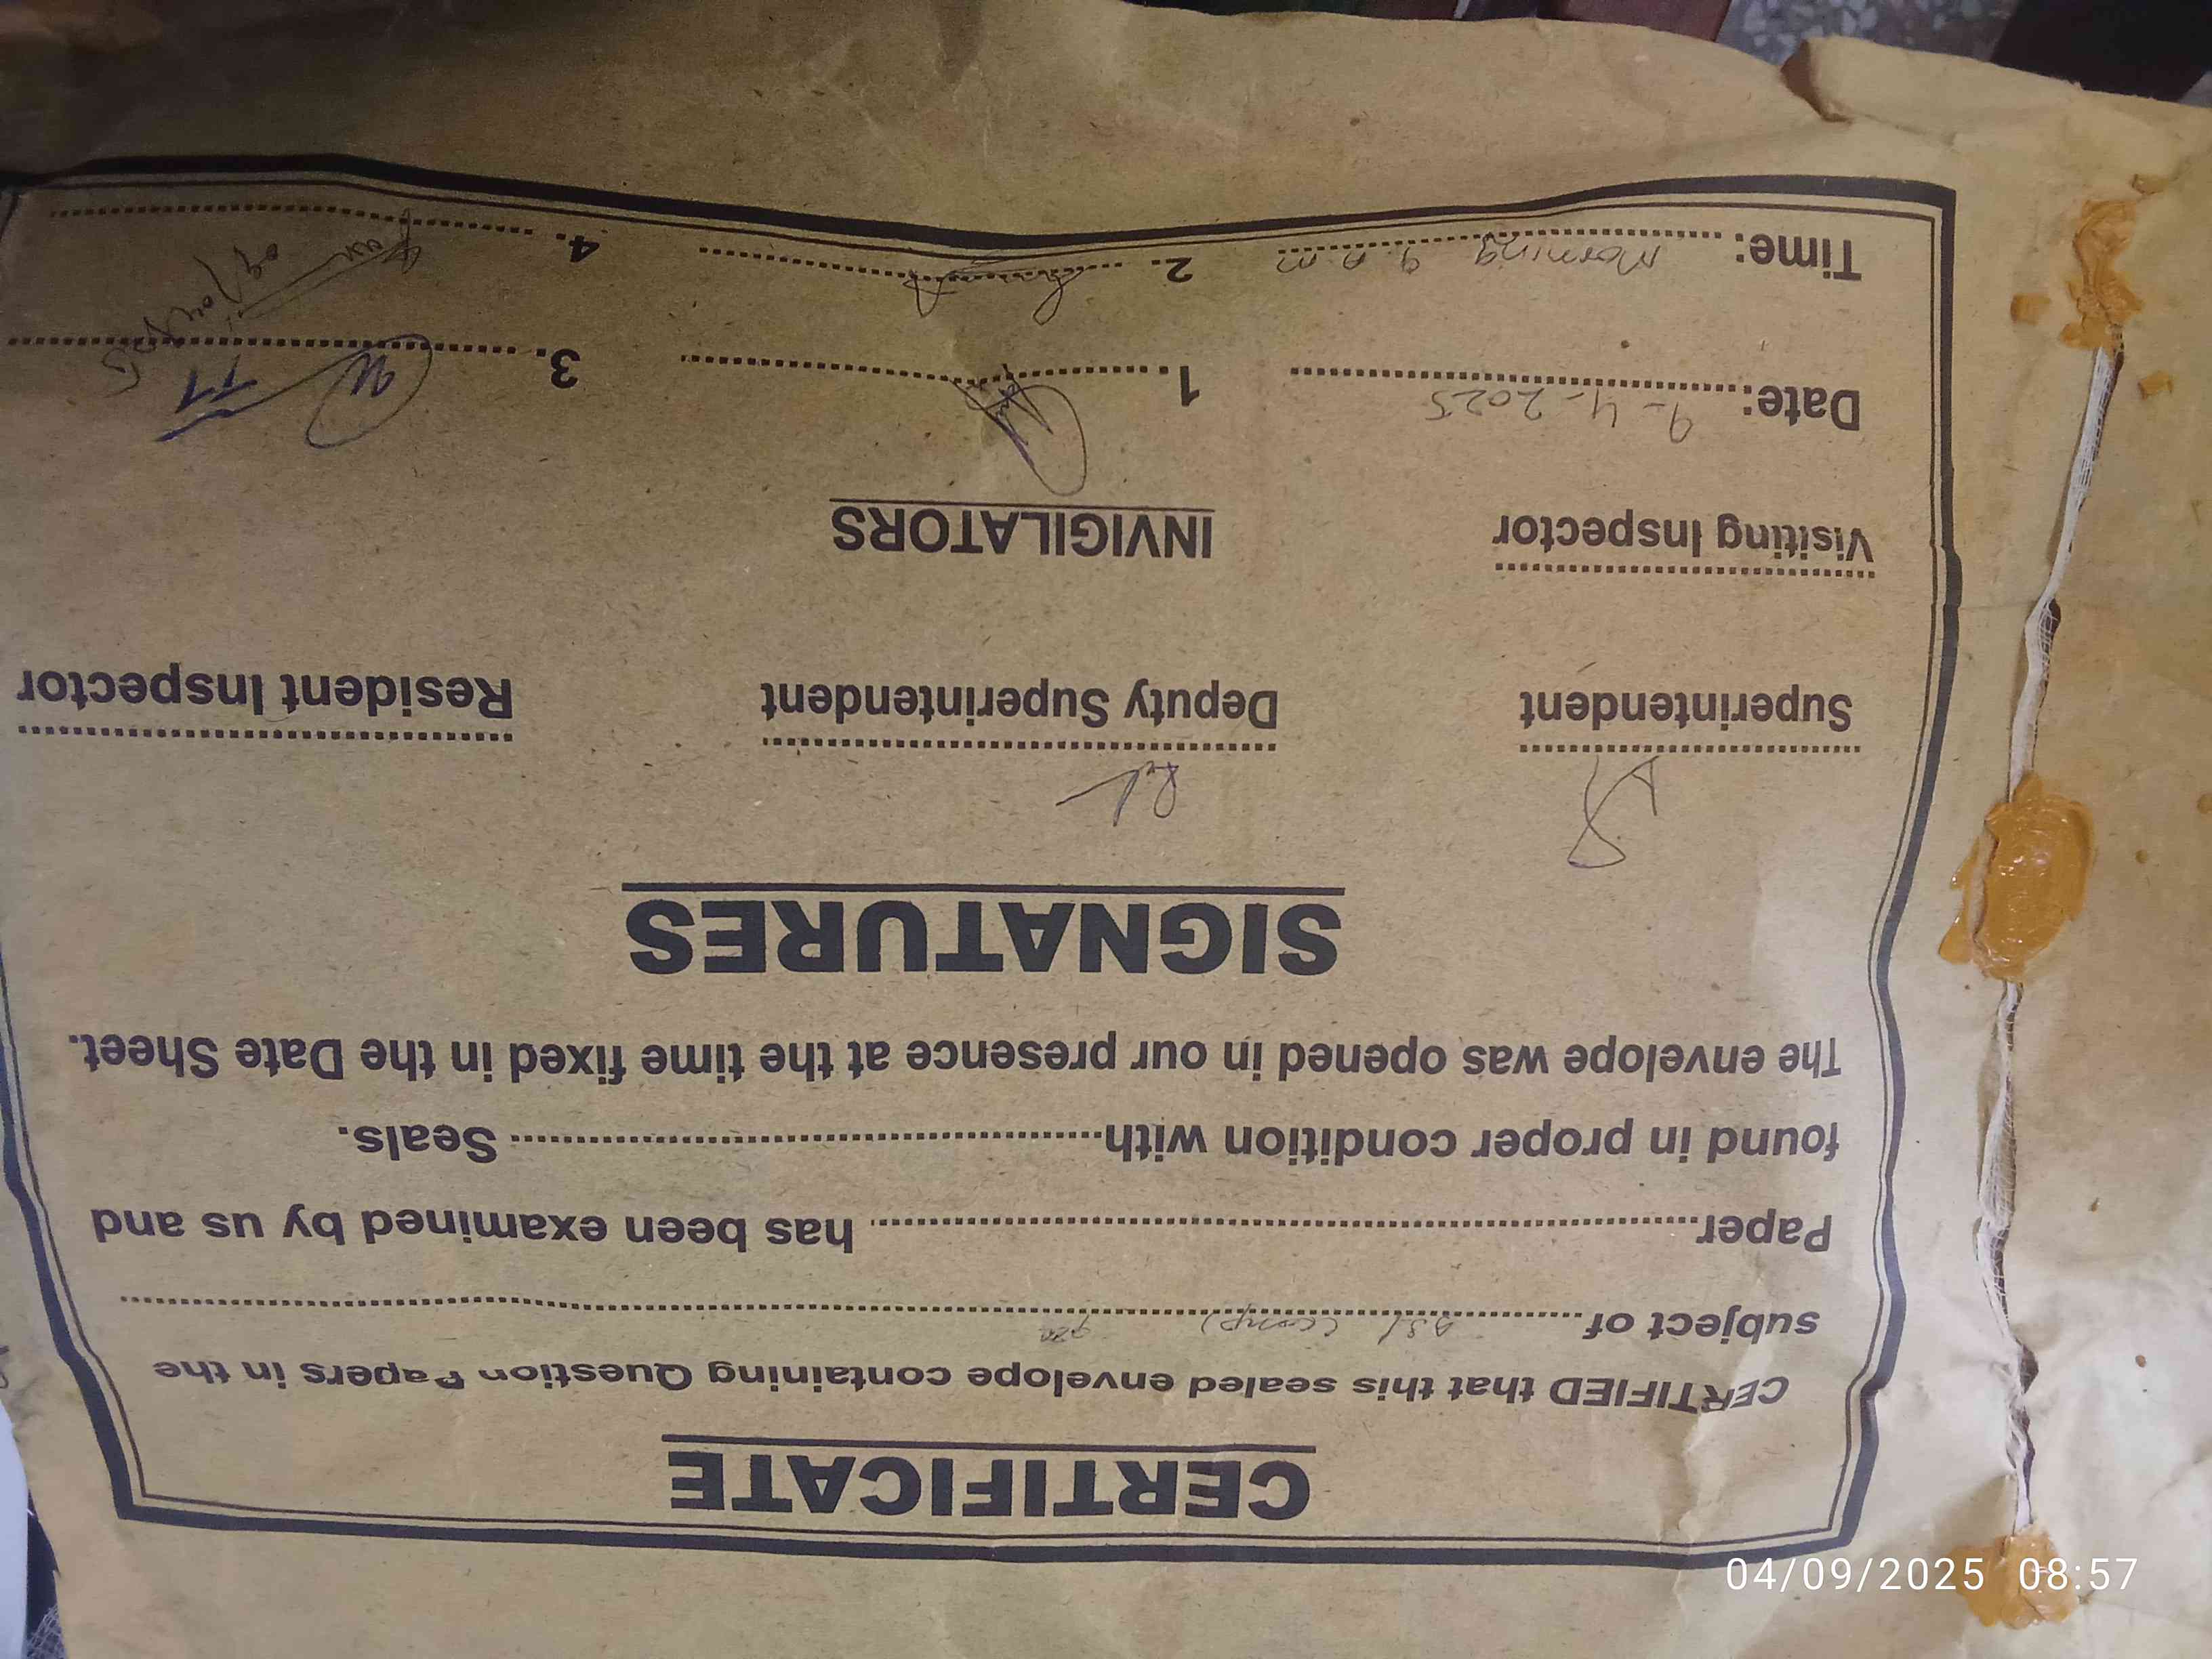 CERTIFICATE
CERTIFIED that this sealed envelope containing Question Papers in the
subject of ........ (Comp) ........
Paper........ has been examined by us and
found in proper condition with........ Seals.
The envelope was opened in our presence at the time fixed in the Date Sheet.
SIGNATURES
Superintendent Deputy Superintendent Resident Inspector
Visiting Inspector INVIGILATORS
Date: 9-4-2025 1. 3.
Time: Morning 9 a.m 2. 4.
04/09/2025 08:57